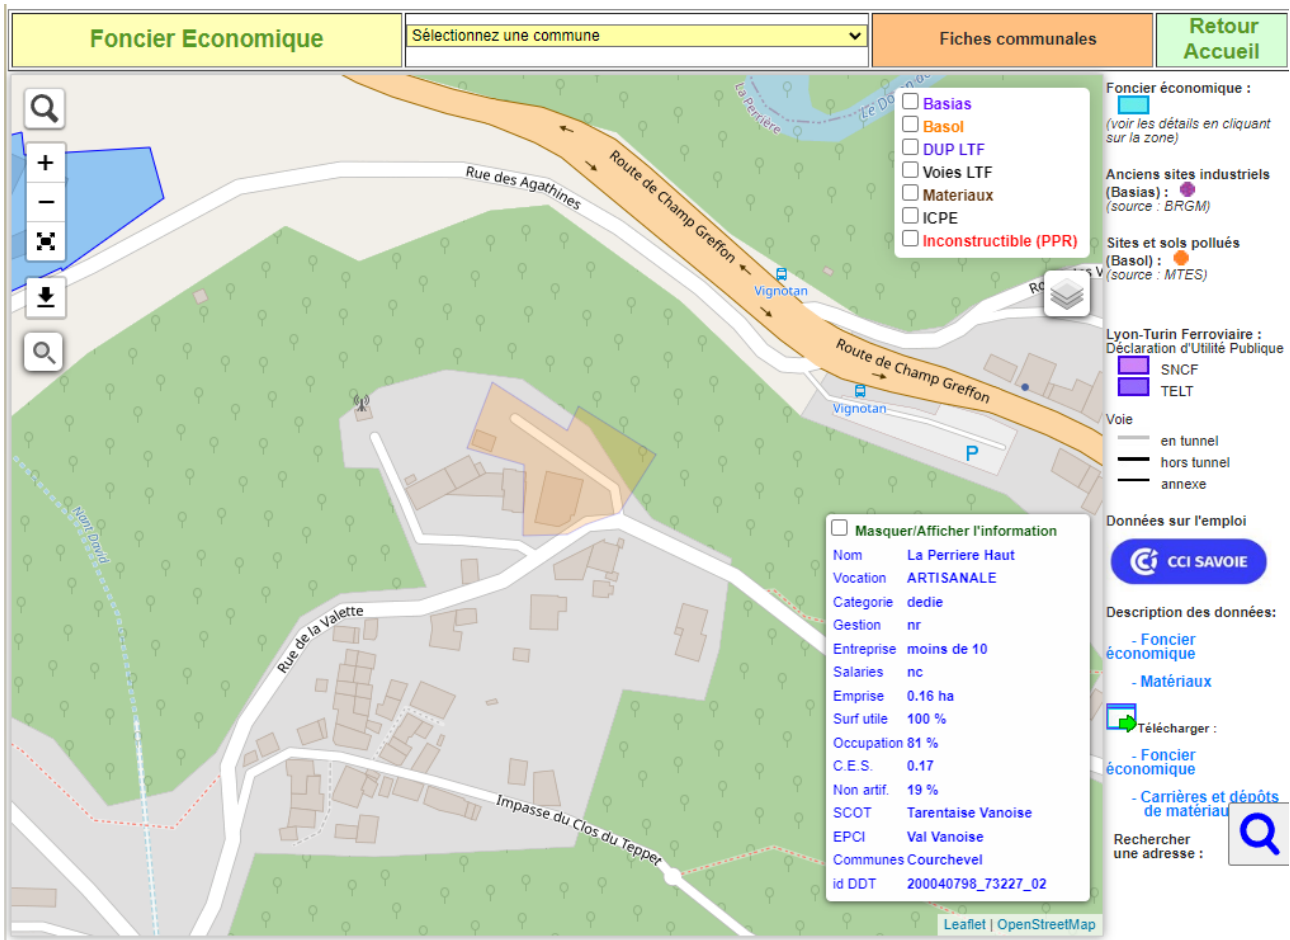 Foncier Economique
Sélectionnez une commune
Fiches communales
Retour
Accueil
Basias
Basol
DUP LTF
Voies LTF
Materiaux
ICPE
Inconstructible (PPR)
+
−
La Perrière
Rue des Agathines
Route de Champ Greffon
Vignotan
Route de Champ Greffon
Vignotan
P
Nant David
Rue de la Valette
Impasse du Clos du Teppet
Masquer/Afficher l'information
Nom La Perriere Haut
Vocation ARTISANALE
Categorie dedie
Gestion nr
Entreprise moins de 10
Salaries nc
Emprise 0.16 ha
Surf utile 100 %
Occupation 81 %
C.E.S. 0.17
Non artif. 19 %
SCOT Tarentaise Vanoise
EPCI Val Vanoise
Communes Courchevel
id DDT 200040798_73227_02
Leaflet | OpenStreetMap
Foncier économique :
(voir les détails en cliquant
sur la zone)
Anciens sites industriels
(Basias) :
(source : BRGM)
Sites et sols pollués
(Basol) :
(source : MTES)
Lyon-Turin Ferroviaire :
Déclaration d'Utilité Publique
SNCF
TELT
Voie
en tunnel
hors tunnel
annexe
Données sur l'emploi
CCI SAVOIE
Description des données:
- Foncier
économique
- Matériaux
Télécharger :
- Foncier
économique
- Carrières et dépôts
de matériau
Rechercher
une adresse :